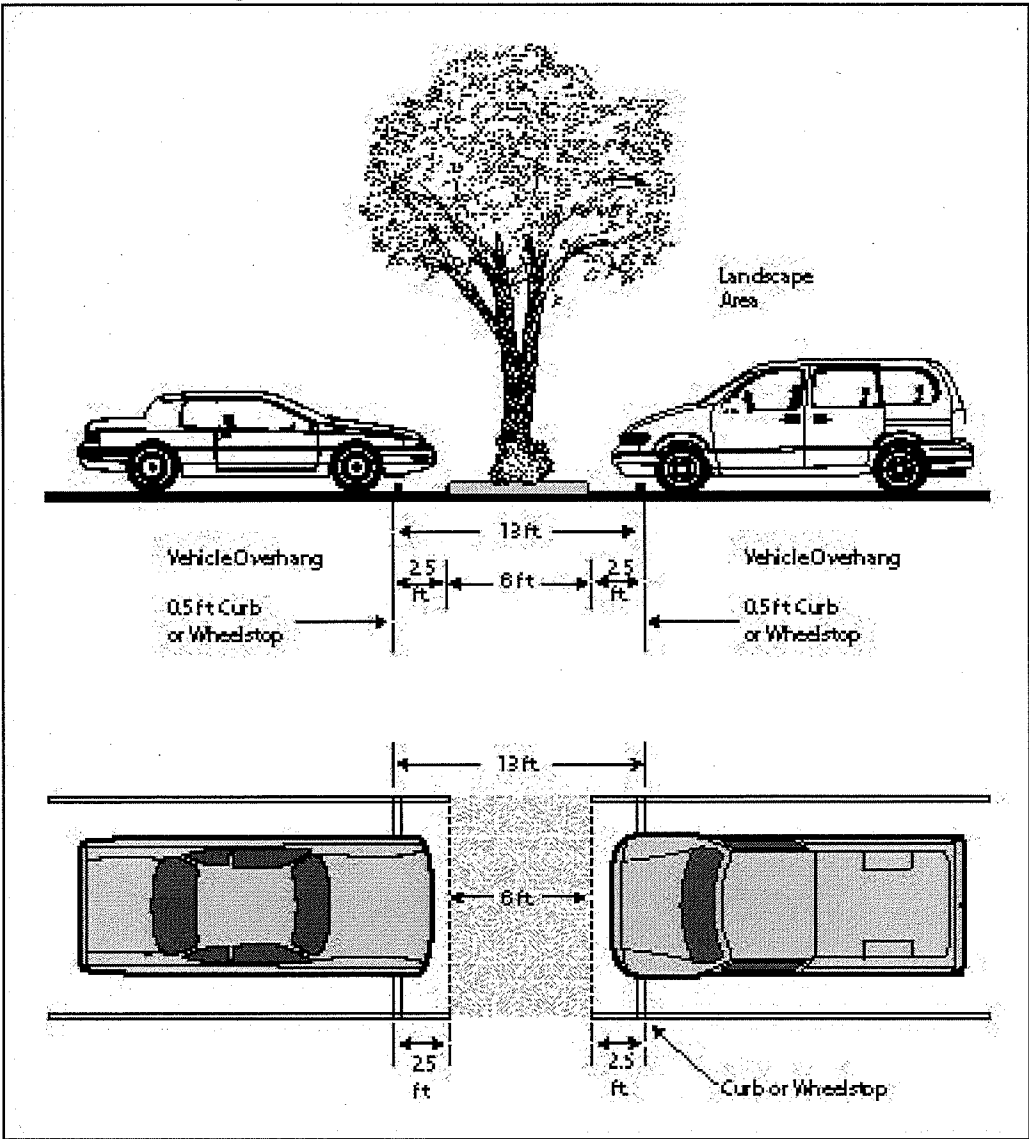 Landscape
Area
13 ft.
Vehicle Overhang
2.5
ft.
6 ft
2.5
ft.
Vehicle Overhang
0.5 ft Curb
or Wheelstop
0.5 ft Curb
or Wheelstop
13 ft.
6 ft
2.5
ft
2.5
ft.
Curb or Wheelstop